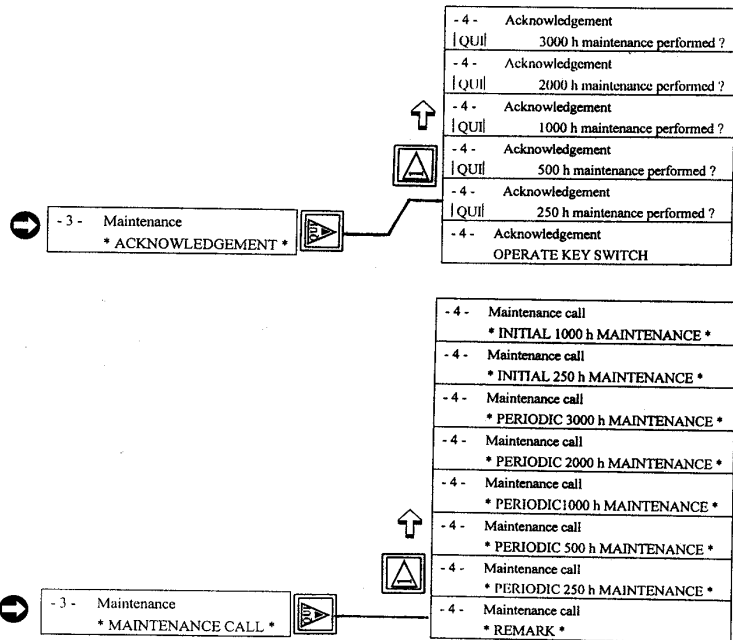 - 4 - Acknowledgement
|QUI| 3000 h maintenance performed ?
- 4 - Acknowledgement
|QUI| 2000 h maintenance performed ?
- 4 - Acknowledgement
|QUI| 1000 h maintenance performed ?
- 4 - Acknowledgement
|QUI| 500 h maintenance performed ?
- 4 - Acknowledgement
|QUI| 250 h maintenance performed ?
- 4 - Acknowledgement
OPERATE KEY SWITCH
- 3 - Maintenance
* ACKNOWLEDGEMENT *
QUI
- 4 - Maintenance call
* INITIAL 1000 h MAINTENANCE *
- 4 - Maintenance call
* INITIAL 250 h MAINTENANCE *
- 4 - Maintenance call
* PERIODIC 3000 h MAINTENANCE *
- 4 - Maintenance call
* PERIODIC 2000 h MAINTENANCE *
- 4 - Maintenance call
* PERIODIC1000 h MAINTENANCE *
- 4 - Maintenance call
* PERIODIC 500 h MAINTENANCE *
- 4 - Maintenance call
* PERIODIC 250 h MAINTENANCE *
- 4 - Maintenance call
* REMARK *
- 3 - Maintenance
* MAINTENANCE CALL *
QUI